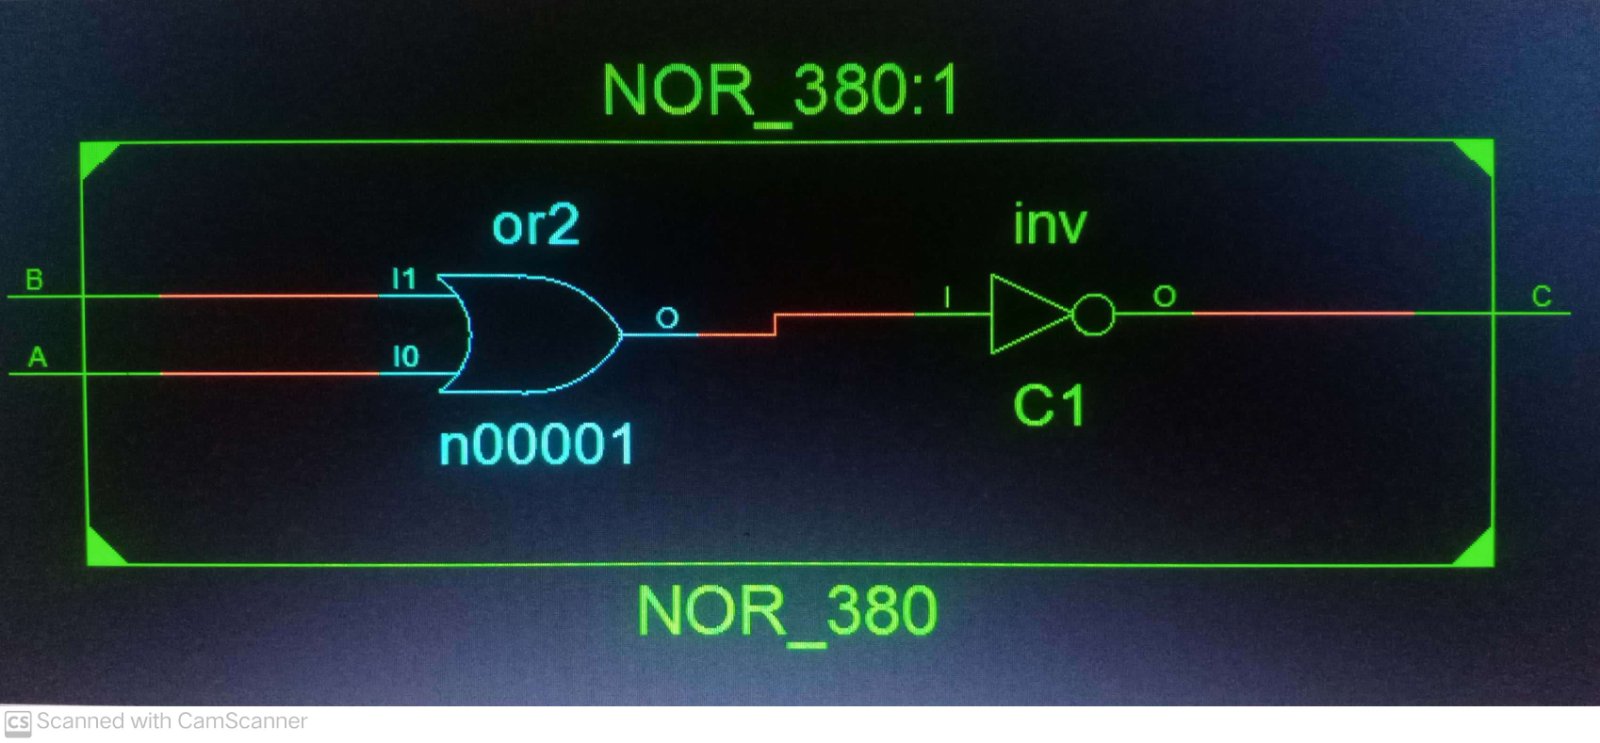 NOR_380:1
or2
inv
B
I1
O
I
O
C
A
I0
n00001
C1
NOR_380
CS Scanned with CamScanner